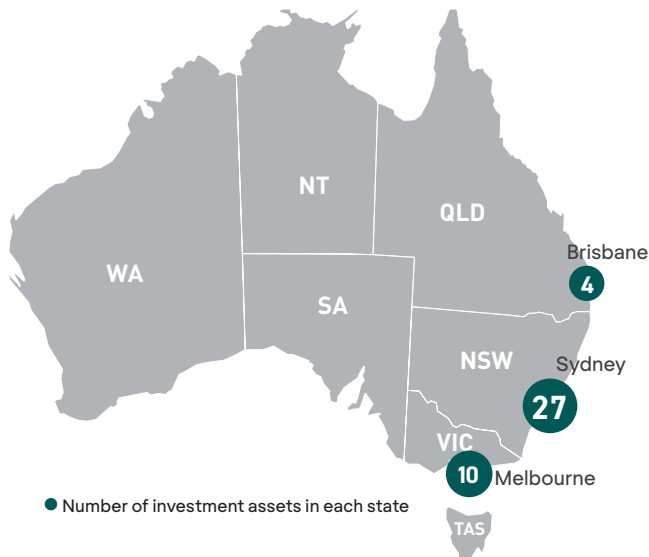 NT
QLD
Brisbane
WA
4
SA
NSW
Sydney
27
VIC
10
Melbourne
Number of investment assets in each state
TAS